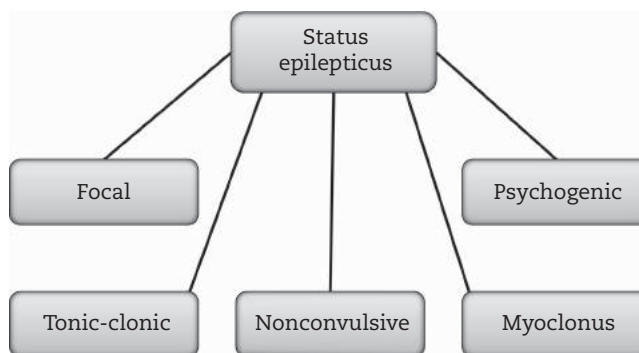 Status
epilepticus
Focal
Psychogenic
Tonic-clonic
Nonconvulsive
Myoclonus